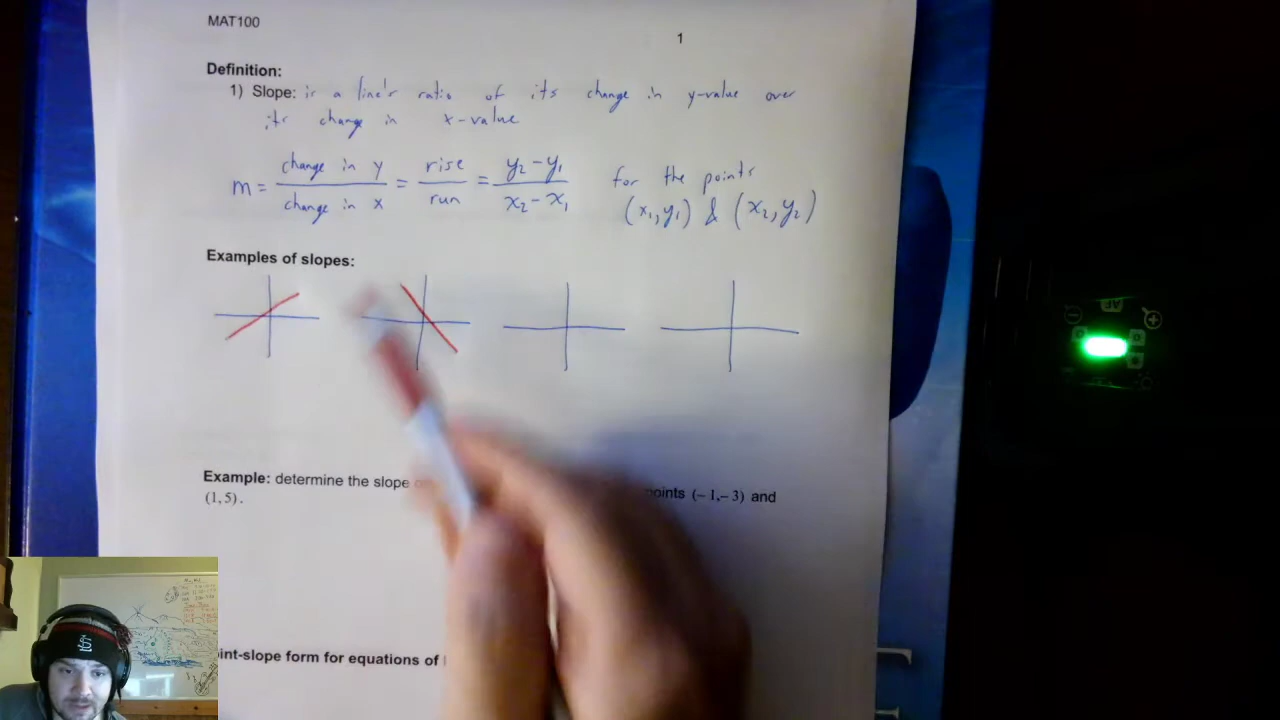 MAT100
1
Definition:
1) Slope: is a line's ratio of its change in y-value over
its change in x-value
m = change in y / change in x = rise / run = y₂ - y₁ / x₂ - x₁ for the points
(x₁, y₁) & (x₂, y₂)
Examples of slopes:
Example: determine the slope points (-1,-3) and
(1, 5).
int-slope form for equations of
AF